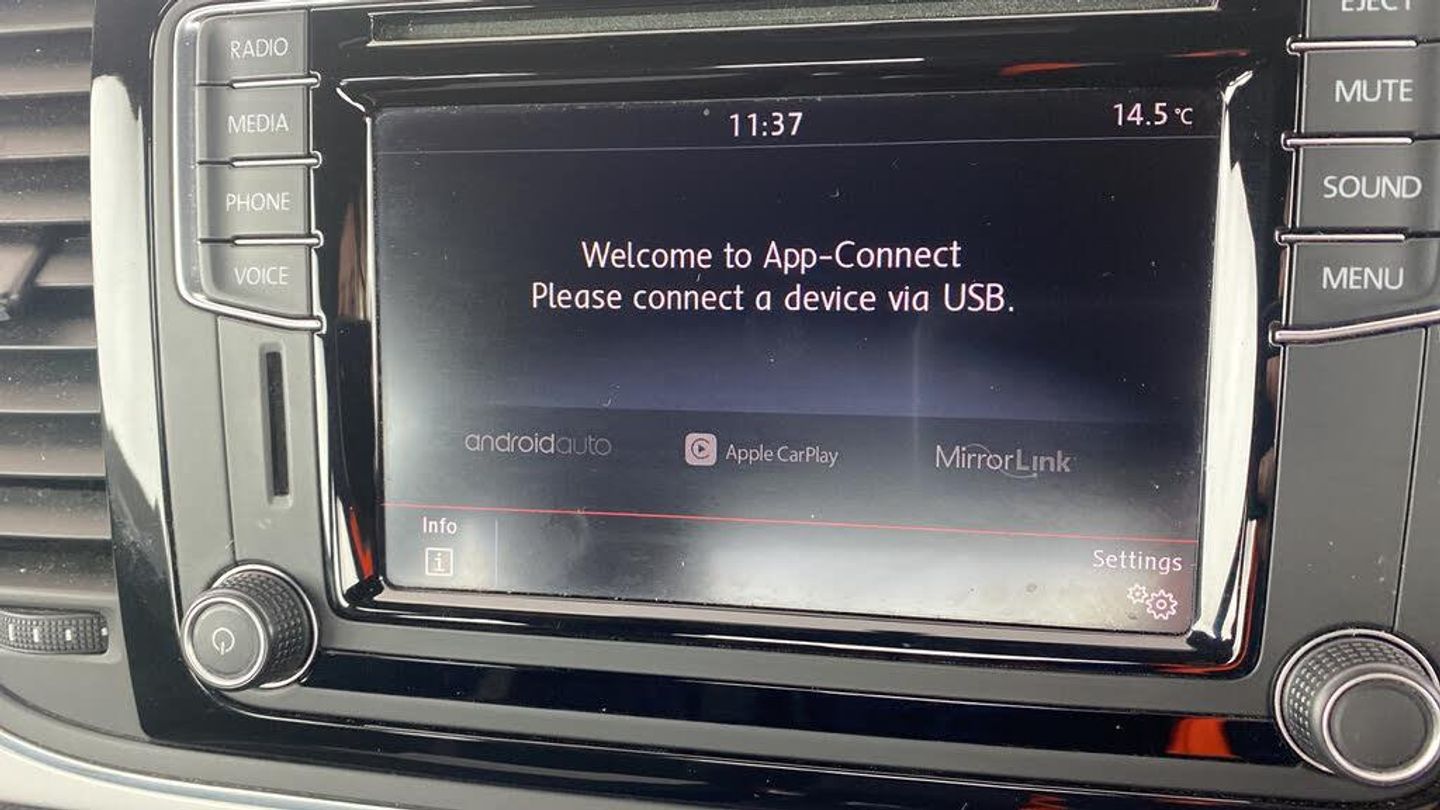 RADIO
MEDIA
PHONE
VOICE
11:37
14.5 °C
Welcome to App-Connect
Please connect a device via USB.
androidauto
Apple CarPlay
MirrorLink
Info
i
Settings
EJECT
MUTE
SOUND
MENU